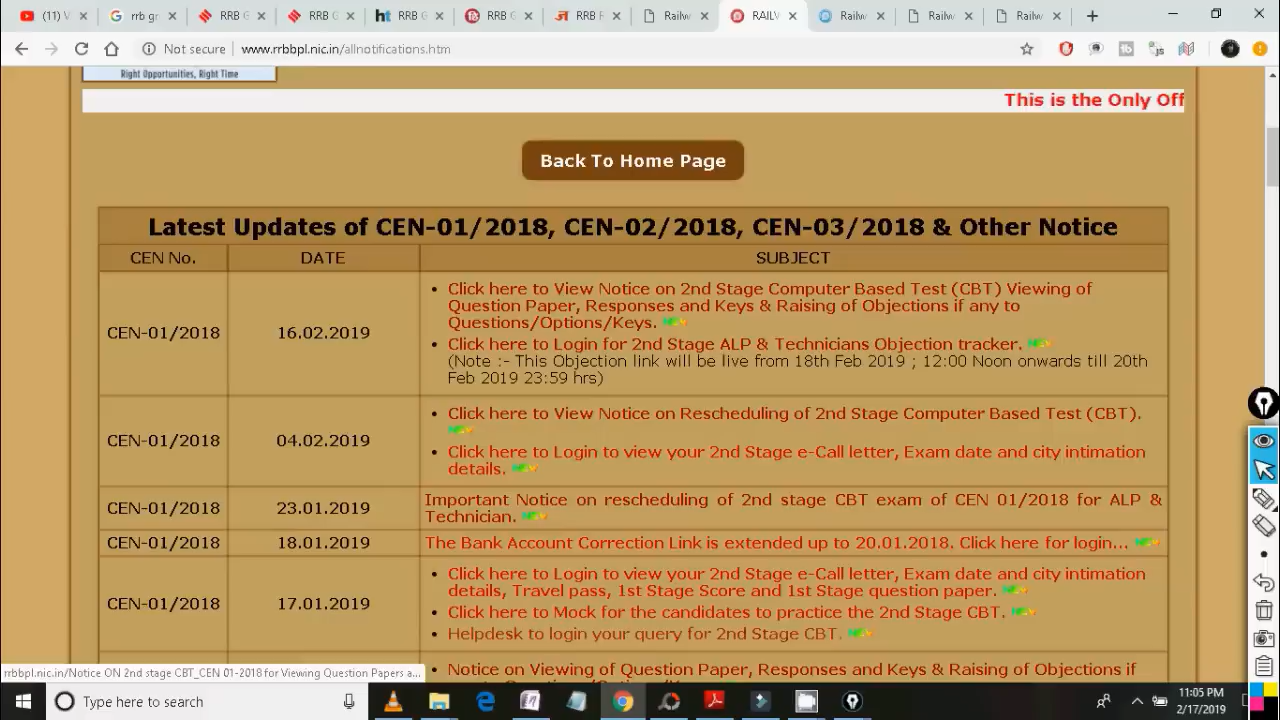 (1)
rrb gr
RRB G
RRB G
RRB G
RRB G
RRB F
Railw
RAILV
Railw
Railw
Railw
Not secure
www.rrbbpl.nic.in/allnotifications.htm
Right Opportunities, Right Time
This is the Only Off
Back To Home Page
Latest Updates of CEN-01/2018, CEN-02/2018, CEN-03/2018 & Other Notice
CEN No. DATE SUBJECT
CEN-01/2018 16.02.2019
• Click here to View Notice on 2nd Stage Computer Based Test (CBT) Viewing of
Question Paper, Responses and Keys & Raising of Objections if any to
Questions/Options/Keys.
• Click here to Login for 2nd Stage ALP & Technicians Objection tracker.
(Note :- This Objection link will be live from 18th Feb 2019 ; 12:00 Noon onwards till 20th
Feb 2019 23:59 hrs)
CEN-01/2018 04.02.2019
• Click here to View Notice on Rescheduling of 2nd Stage Computer Based Test (CBT).
• Click here to Login to view your 2nd Stage e-Call letter, Exam date and city intimation
details.
CEN-01/2018 23.01.2019
Important Notice on rescheduling of 2nd stage CBT exam of CEN 01/2018 for ALP &
Technician.
CEN-01/2018 18.01.2019 The Bank Account Correction Link is extended up to 20.01.2018. Click here for login...
CEN-01/2018 17.01.2019
• Click here to Login to view your 2nd Stage e-Call letter, Exam date and city intimation
details, Travel pass, 1st Stage Score and 1st Stage question paper.
• Click here to Mock for the candidates to practice the 2nd Stage CBT.
• Helpdesk to login your query for 2nd Stage CBT.
• Notice on Viewing of Question Paper, Responses and Keys & Raising of Objections if
rrbbpl.nic.in/Notice ON 2nd stage CBT_CEN 01-2018 for Viewing Question Papers a...
Type here to search
11:05 PM
2/17/2019